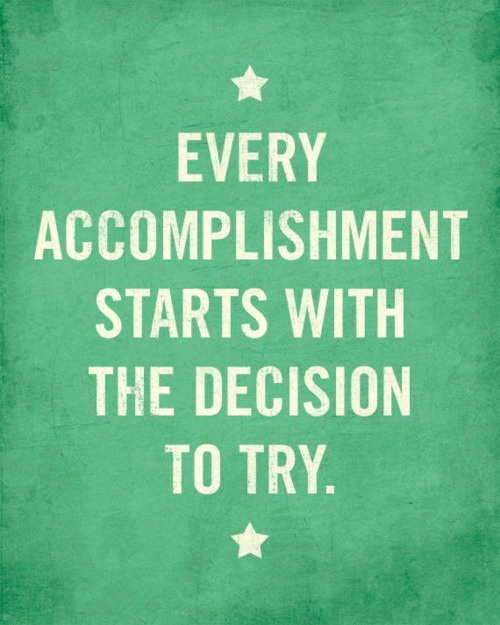 EVERY
ACCOMPLISHMENT
STARTS WITH
THE DECISION
TO TRY.